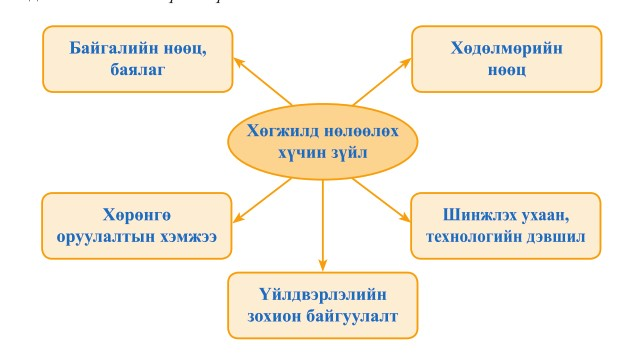 Байгалийн нөөц,
баялаг
Хөдөлмөрийн
нөөц
Хөгжилд нөлөөлөх
хүчин зүйл
Хөрөнгө
оруулалтын хэмжээ
Шинжлэх ухаан,
технологийн дэвшил
Үйлдвэрлэлийн
зохион байгуулалт